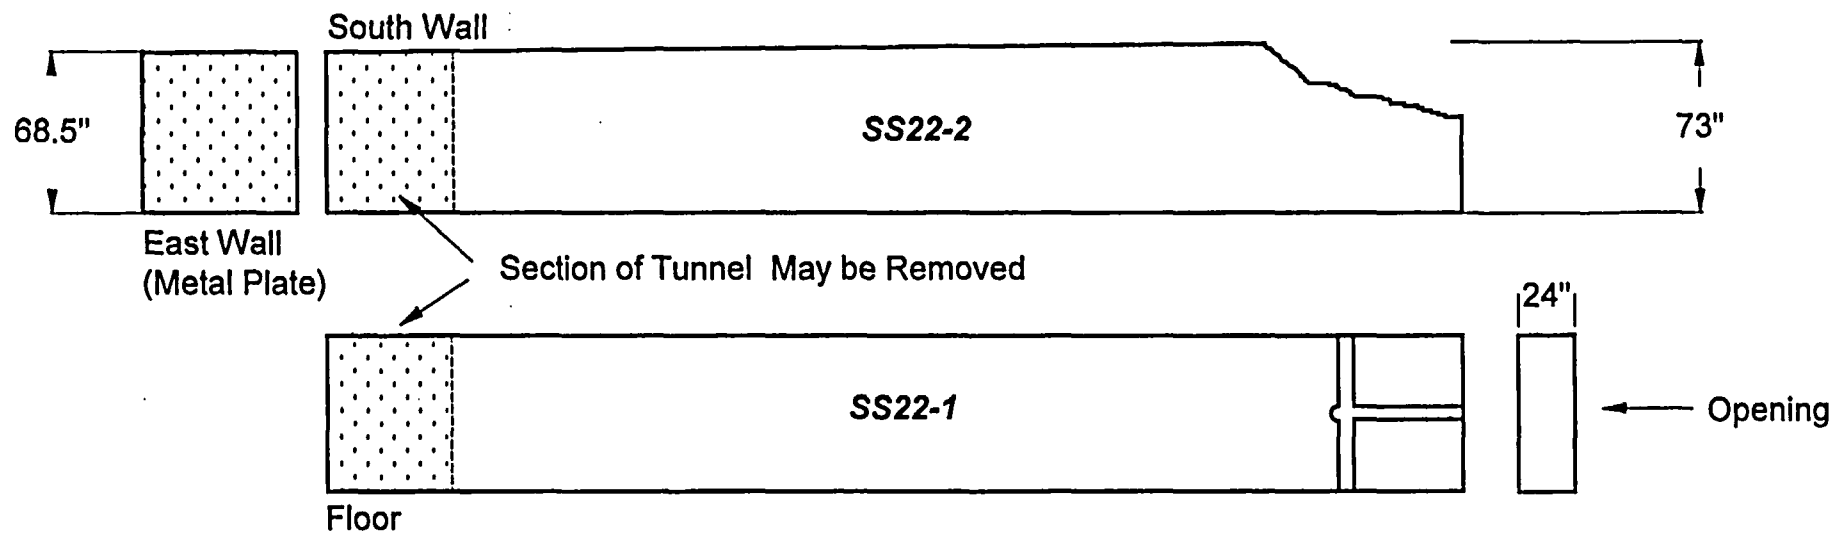 South Wall
68.5"
SS22-2
73"
East Wall
(Metal Plate)
Section of Tunnel May be Removed
24"
SS22-1
Opening
Floor